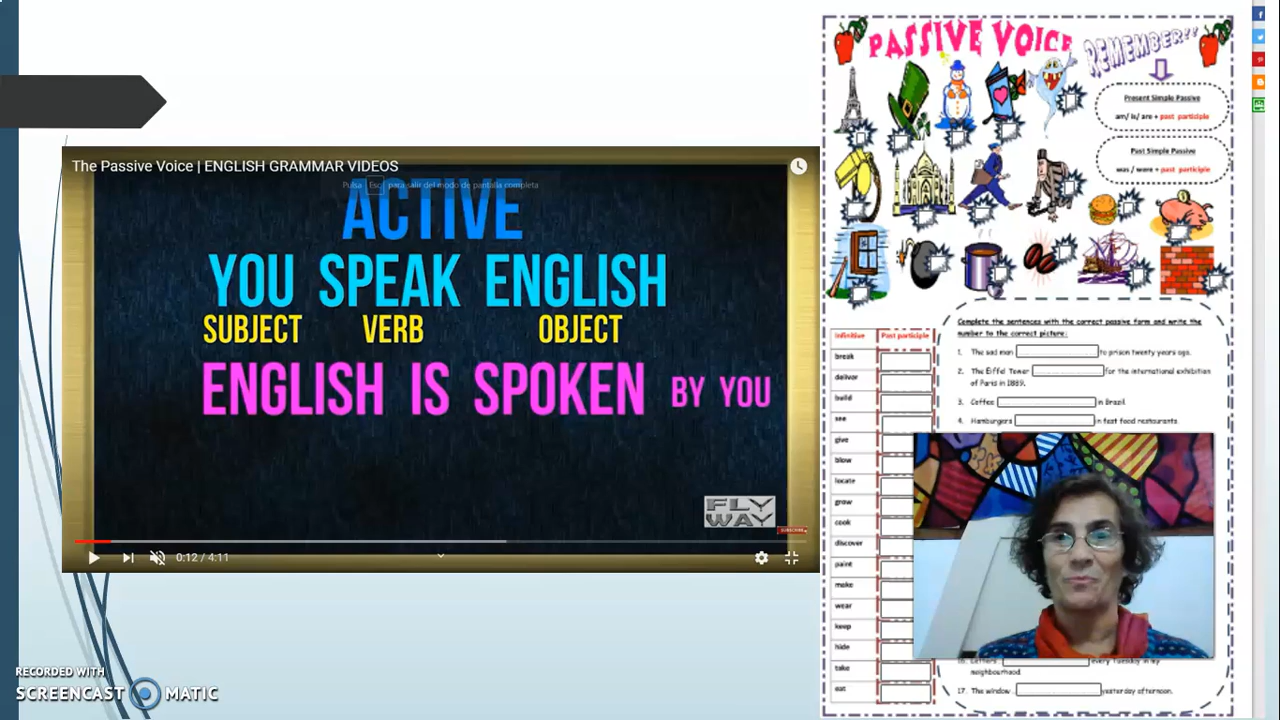 The Passive Voice | ENGLISH GRAMMAR VIDEOS
Pulsa Esc para salir del modo de pantalla completa
ACTIVE
YOU SPEAK ENGLISH
SUBJECT VERB OBJECT
ENGLISH IS SPOKEN BY YOU
FLY WAY
SUBSCRIBE
0:12 / 4:11
RECORDED WITH
SCREENCAST MATIC
PASSIVE VOICE
REMEMBER!!
Present Simple Passive
am/ is/ are + past participle
Past Simple Passive
was / were + past participle
Infinitive Past participle
break
deliver
build
see
give
blow
locate
grow
cook
discover
paint
make
wear
keep
hide
take
eat
Complete the sentences with the correct passive form and write the
number to the correct picture:
1. The sad man to prison twenty years ago.
2. The Eiffel Tower for the international exhibition
of Paris in 1889.
3. Coffee in Brazil.
4. Hamburgers in fast food restaurants.
16. Letters every Tuesday in my
neighbourhood.
17. The window yesterday afternoon.